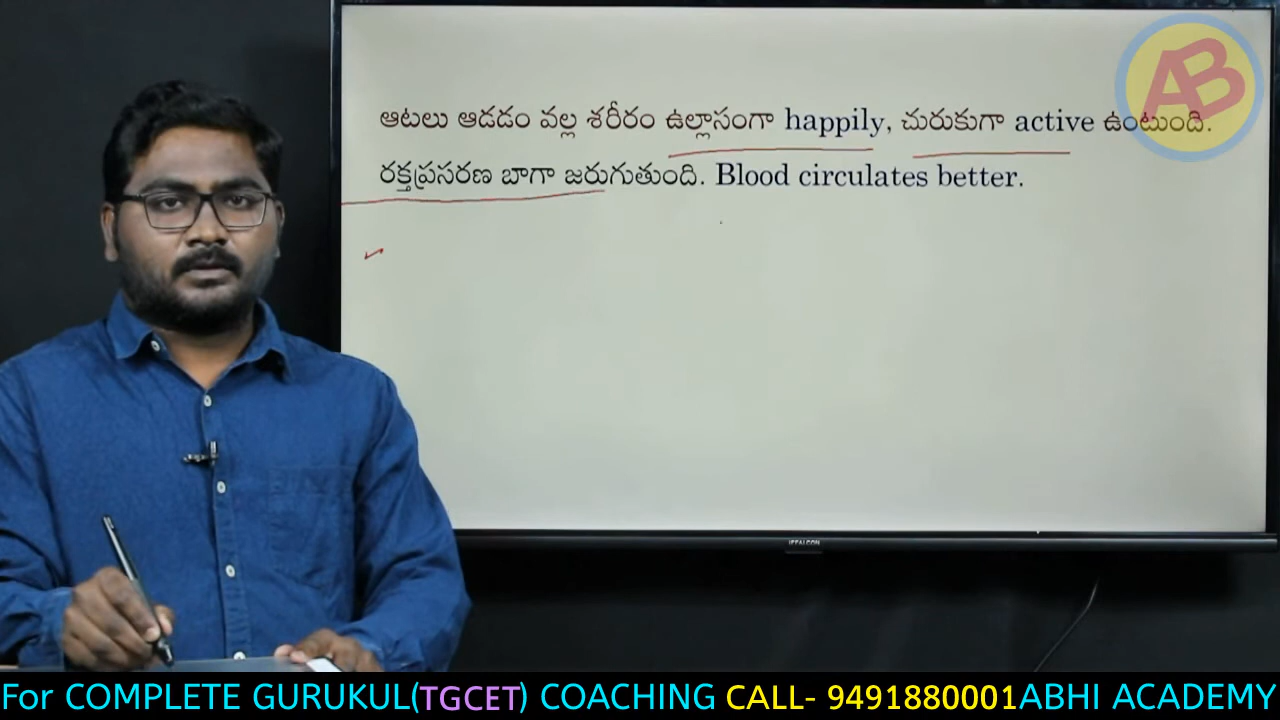 ఆటలు ఆడడం వల్ల శరీరం ఉల్లాసంగా happily, చురుకుగా active ఉంటుంది.
రక్తప్రసరణ బాగా జరుగుతుంది. Blood circulates better.
AB
IFFALCON
For COMPLETE GURUKUL(TGCET) COACHING CALL- 9491880001ABHI ACADEMY